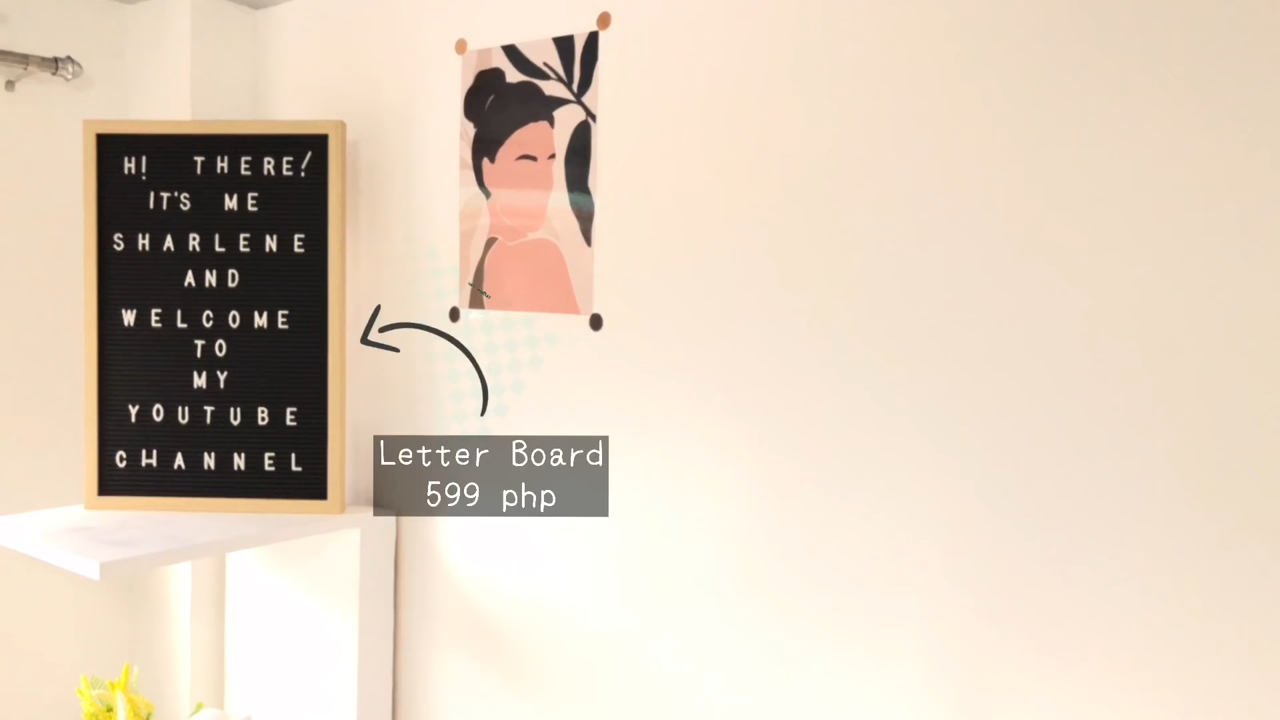 HI! THERE!
IT'S ME
SHARLENE
AND
WELCOME
TO
MY
YOUTUBE
CHANNEL
Letter Board
599 php